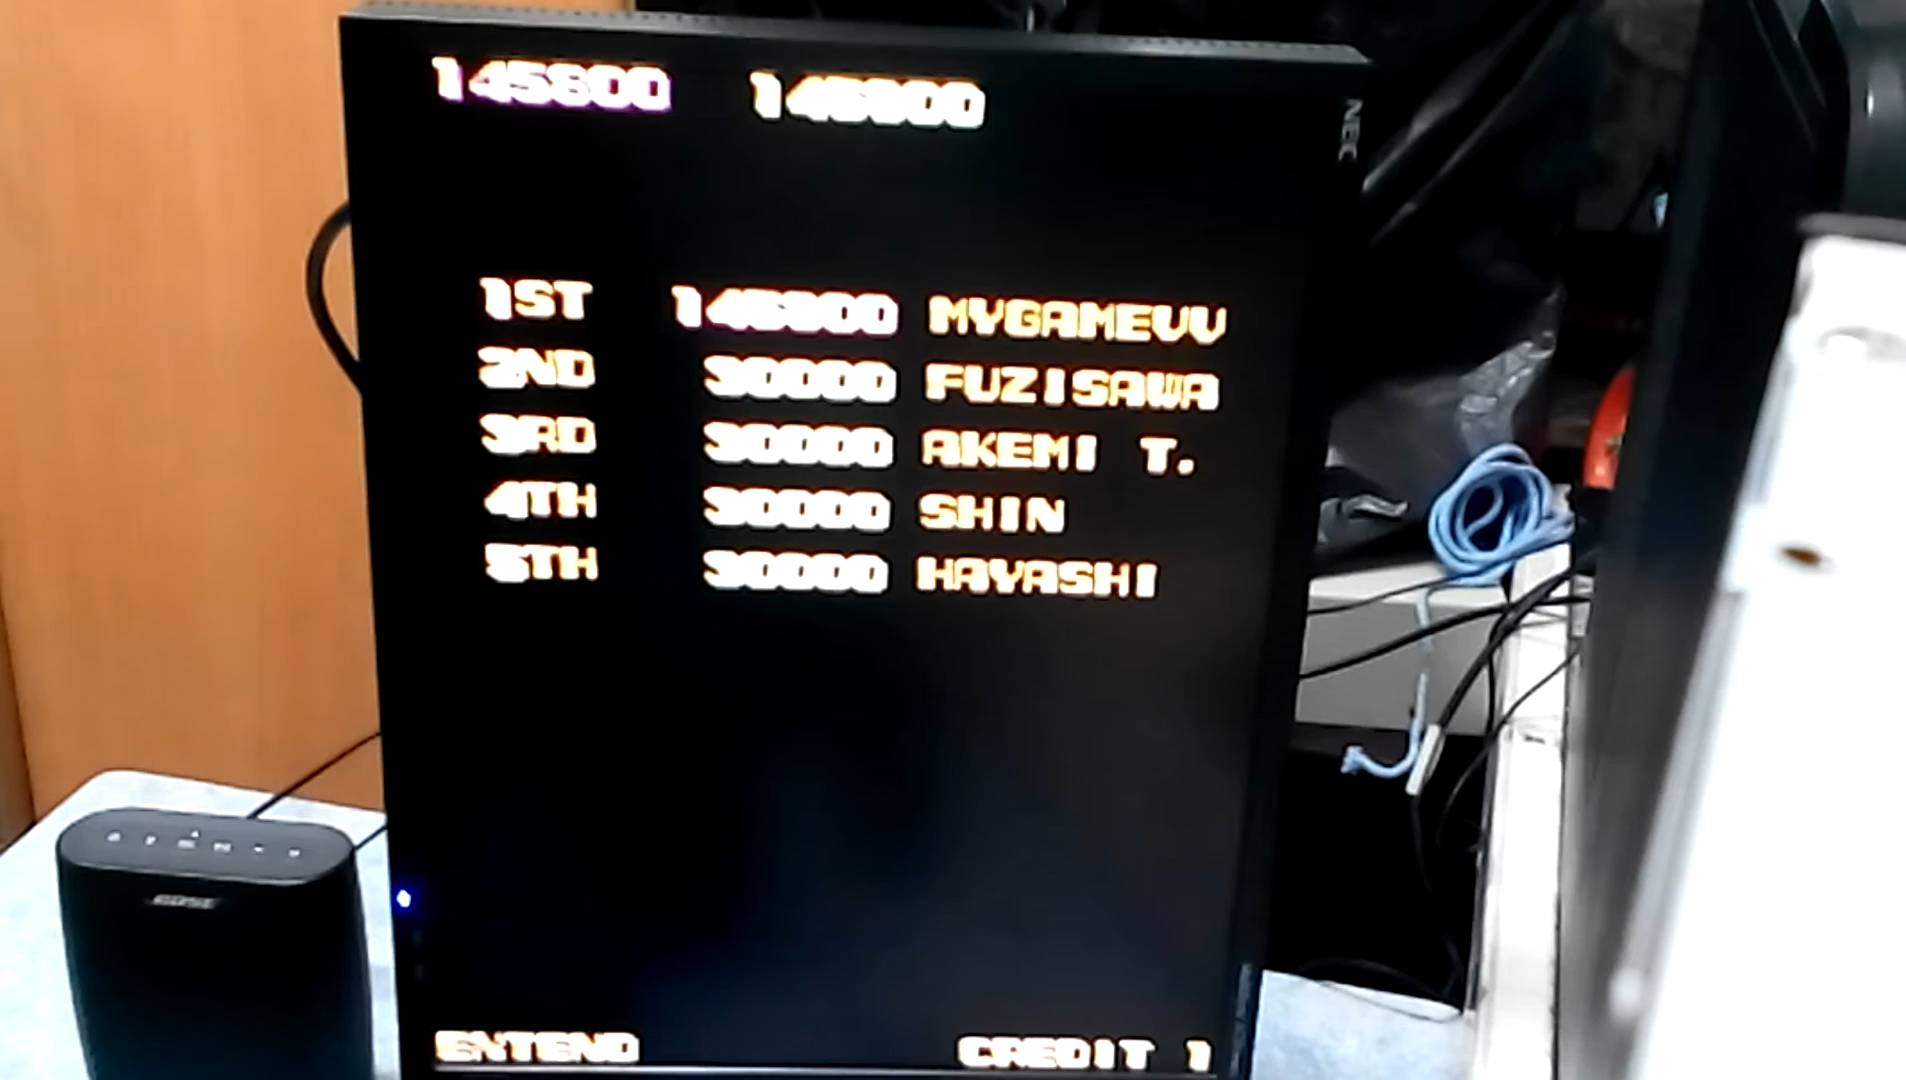 145800 145800
1ST 145800 MYGAMEVV
2ND 30000 FUZISAWA
3RD 30000 AKEMI T.
4TH 30000 SHIN
5TH 30000 HAYASHI
EXTEND CREDIT 1
NEC